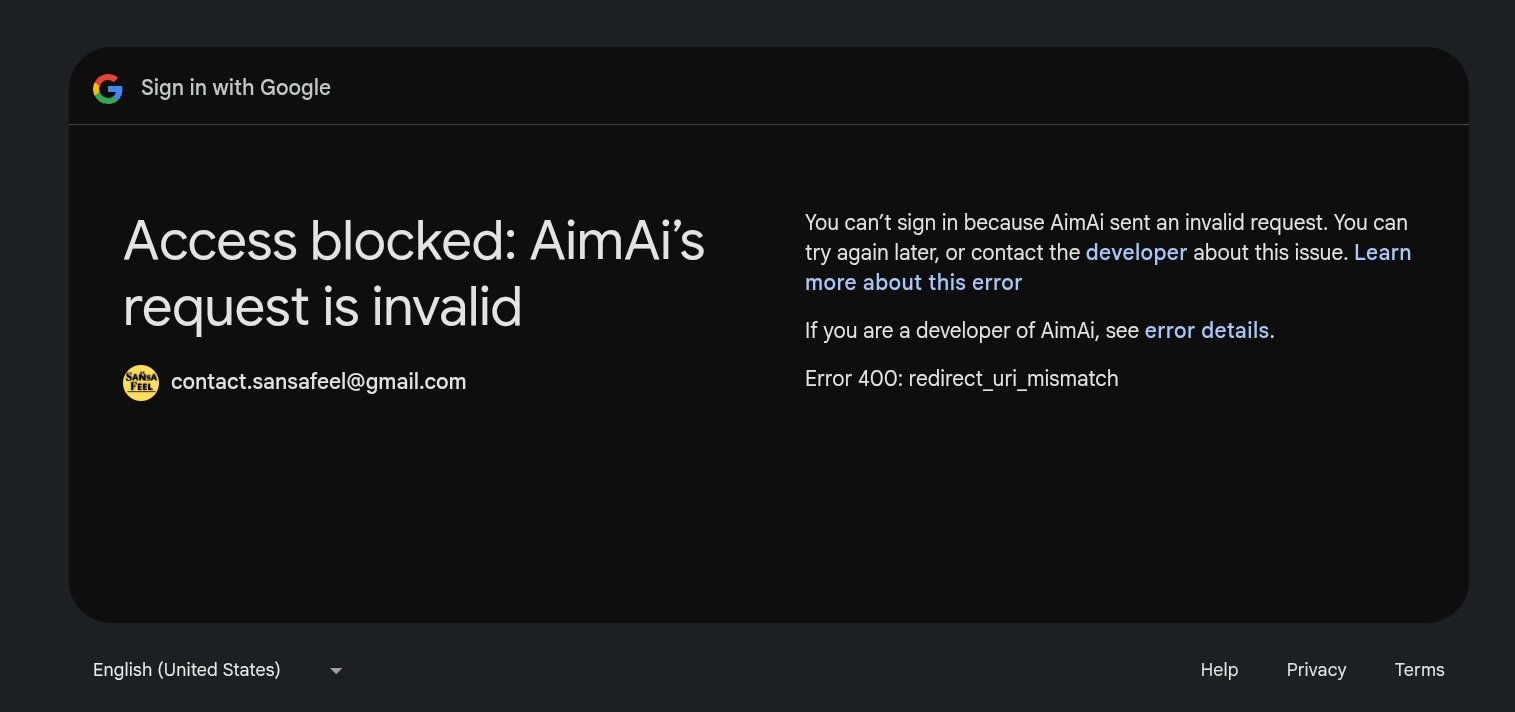 Sign in with Google
Access blocked: AimAi’s
request is invalid
SANSA
FEEL
contact.sansafeel@gmail.com
You can’t sign in because AimAi sent an invalid request. You can
try again later, or contact the developer about this issue. Learn
more about this error
If you are a developer of AimAi, see error details.
Error 400: redirect_uri_mismatch
English (United States)
Help
Privacy
Terms